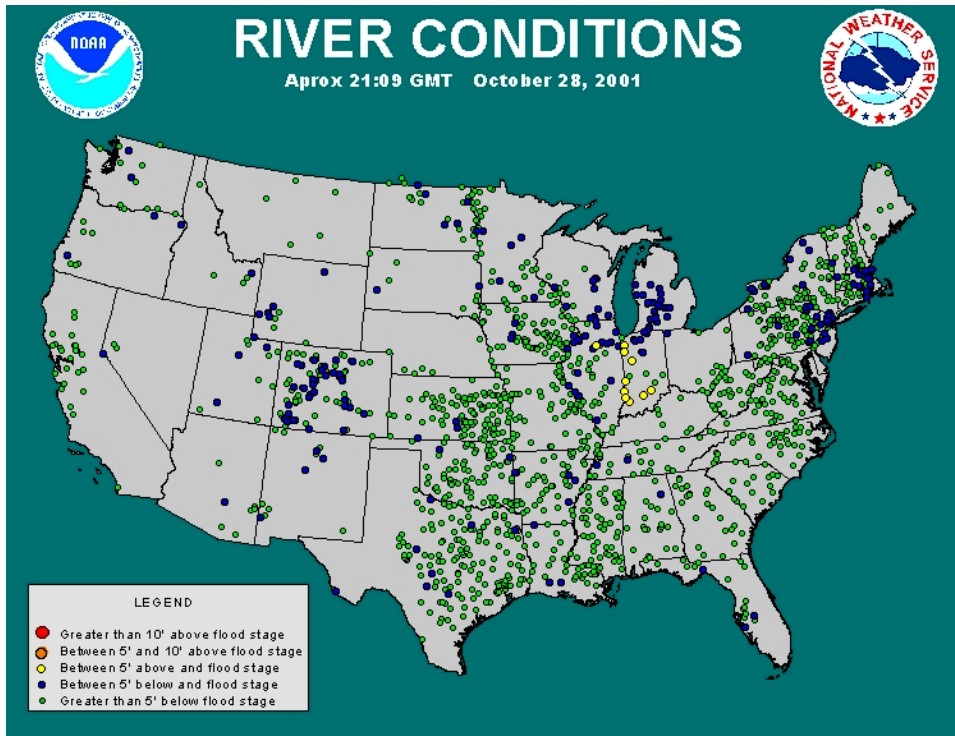 NOAA
RIVER CONDITIONS
Aprox 21:09 GMT October 28, 2001
NATIONAL WEATHER SERVICE
LEGEND
Greater than 10' above flood stage
Between 5' and 10' above flood stage
Between 5' above and flood stage
Between 5' below and flood stage
Greater than 5' below flood stage